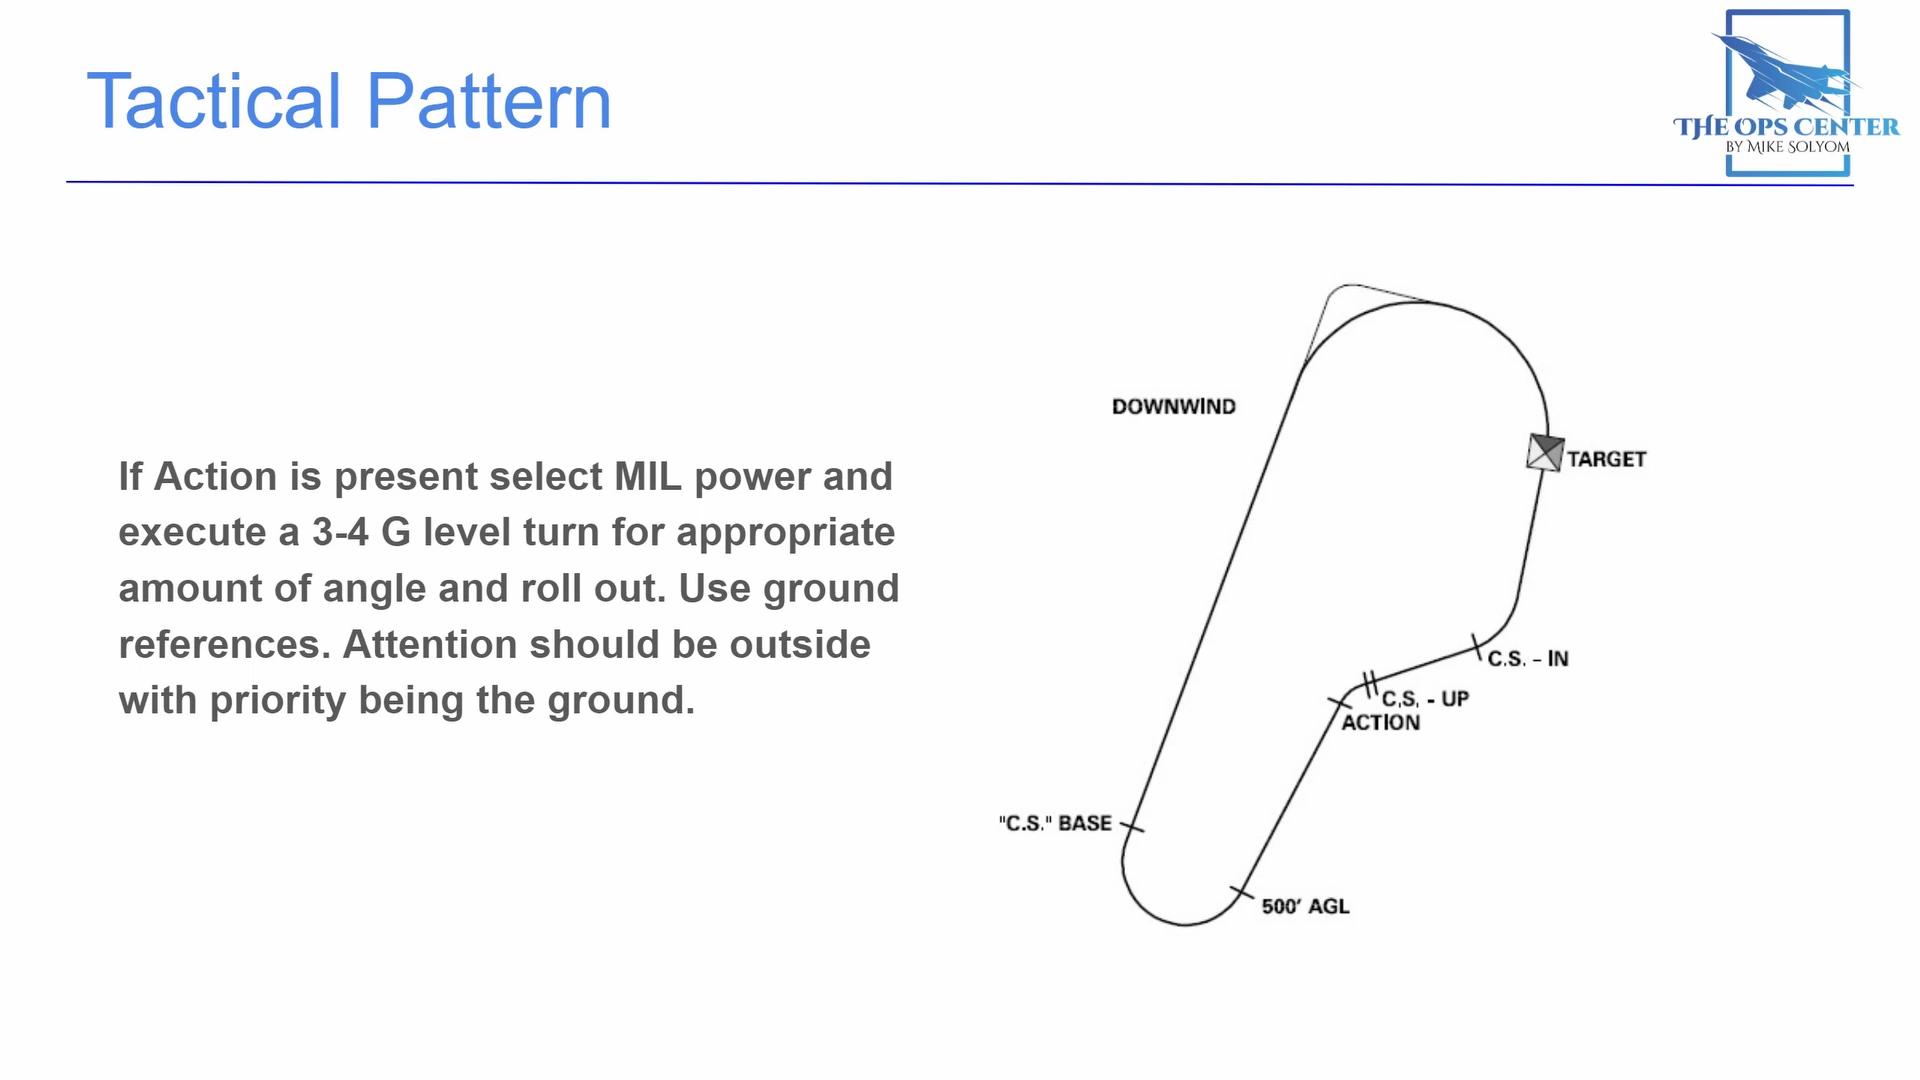 Tactical Pattern
THE OPS CENTER
BY MIKE SOLYOM
If Action is present select MIL power and
execute a 3-4 G level turn for appropriate
amount of angle and roll out. Use ground
references. Attention should be outside
with priority being the ground.
DOWNWIND
TARGET
C.S. - IN
C.S. - UP
ACTION
"C.S." BASE
500' AGL